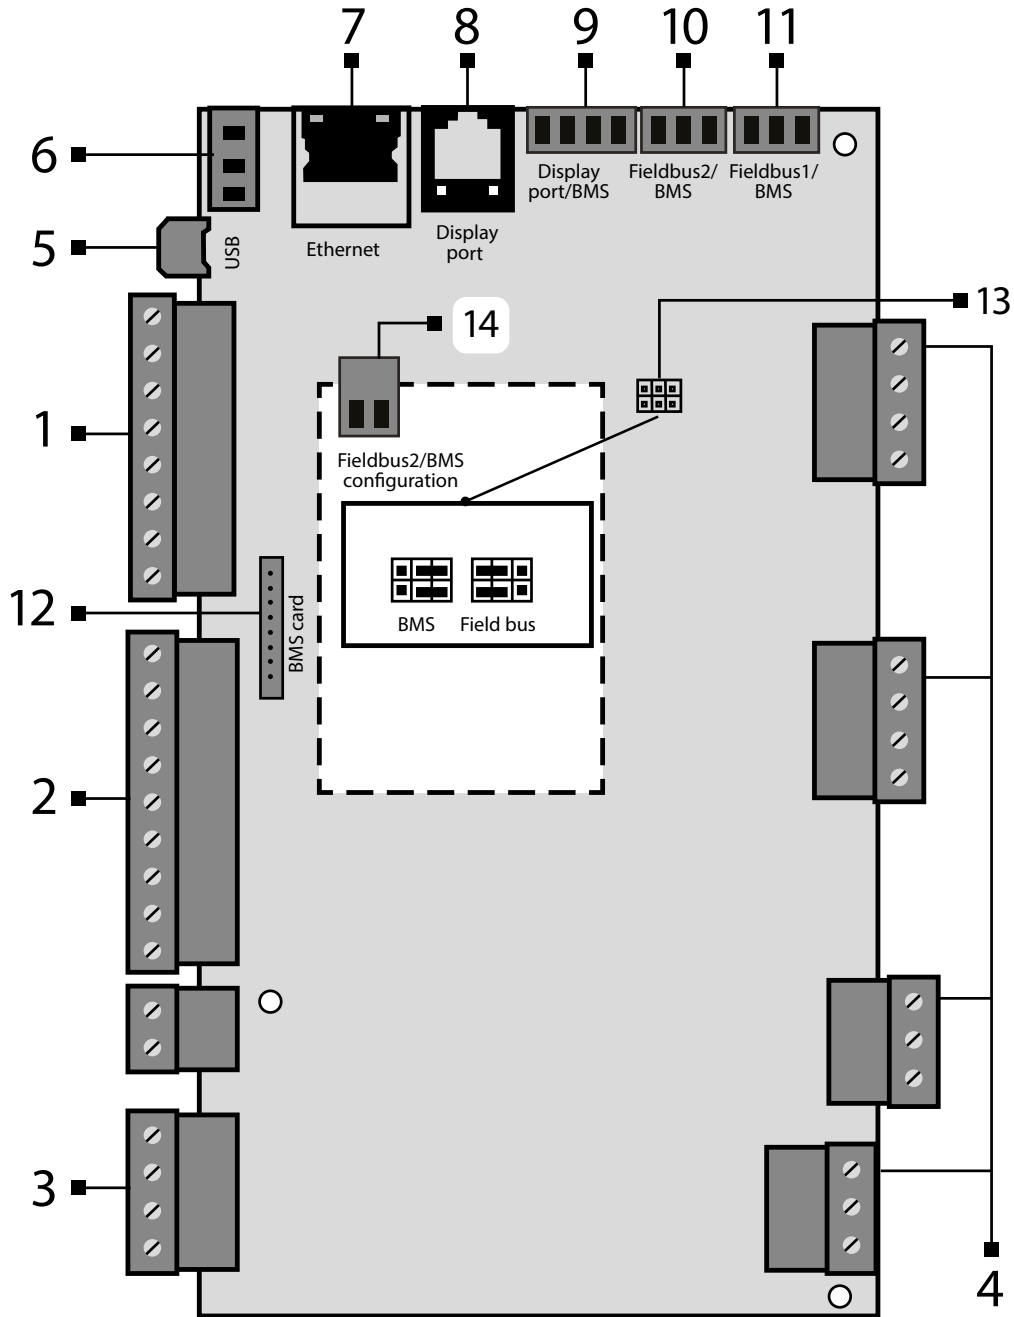 7
8
9
10
11
6
Display
port/BMS
Fieldbus2/
BMS
Fieldbus1/
BMS
5
USB
Ethernet
Display
port
13
14
1
Fieldbus2/BMS
configuration
12
BMS card
BMS
Field bus
2
3
4